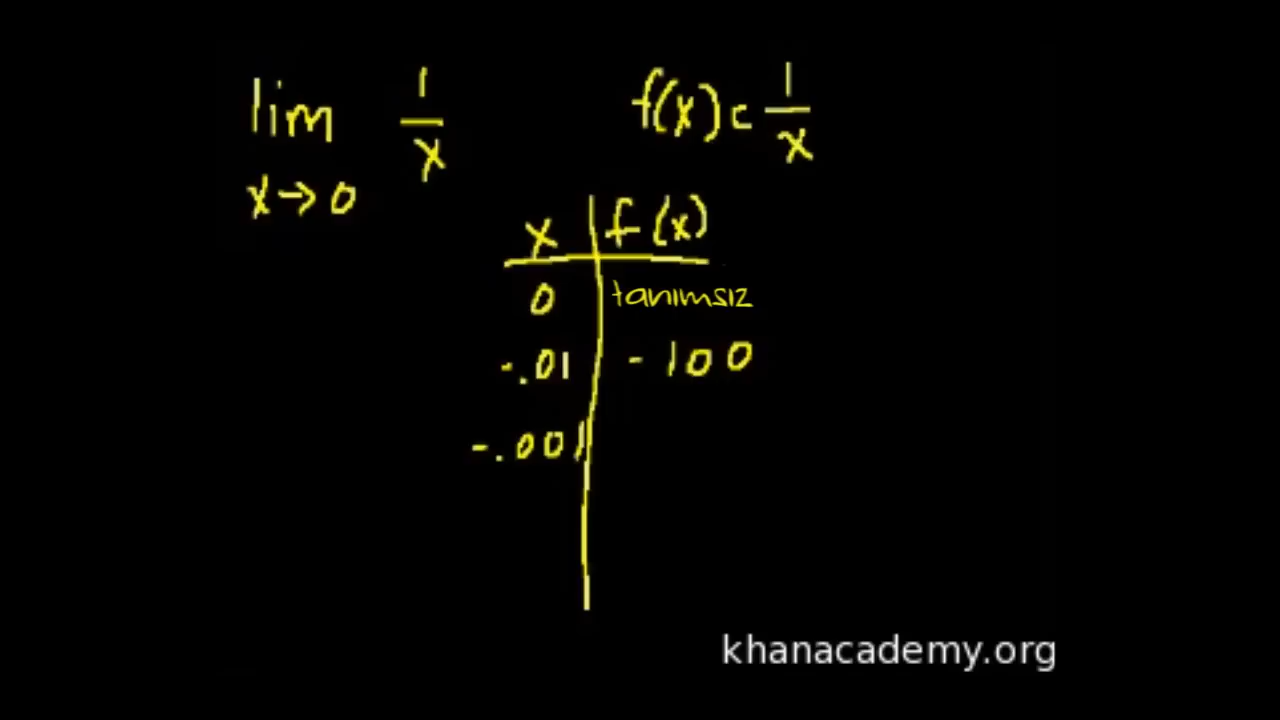 lim 1/x
x→0
f(x) = 1/x
x f(x)
0 tanımsız
-.01 -100
-.001
khanacademy.org